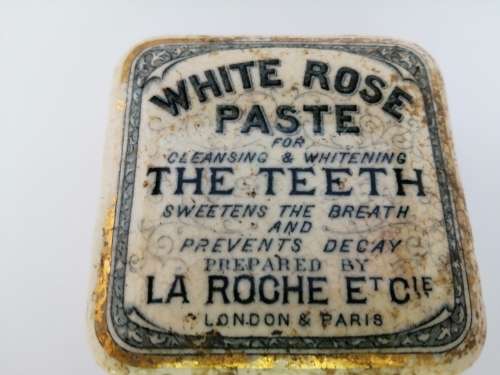 WHITE ROSE
PASTE
FOR
CLEANSING & WHITENING
THE TEETH
SWEETENS THE BREATH
AND
PREVENTS DECAY
PREPARED BY
LA ROCHE ET CIE
LONDON & PARIS